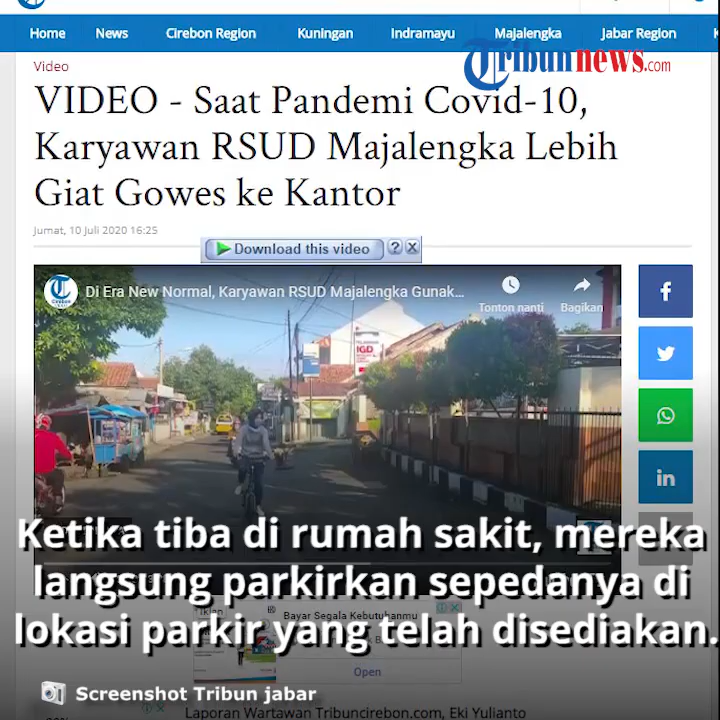 Home News Cirebon Region Kuningan Indramayu Majalengka Jabar Region
Tribunnews.com
Video
VIDEO - Saat Pandemi Covid-10,
Karyawan RSUD Majalengka Lebih
Giat Gowes ke Kantor
Jumat, 10 Juli 2020 16:25
Download this video
Di Era New Normal, Karyawan RSUD Majalengka Gunak...
Tonton nanti Bagikan
IGD
Ketika tiba di rumah sakit, mereka
langsung parkirkan sepedanya di
lokasi parkir yang telah disediakan.
Iklan
Bayar Segala Kebutuhanmu
Open
Screenshot Tribun jabar
Laporan Wartawan Tribuncirebon.com, Eki Yulianto